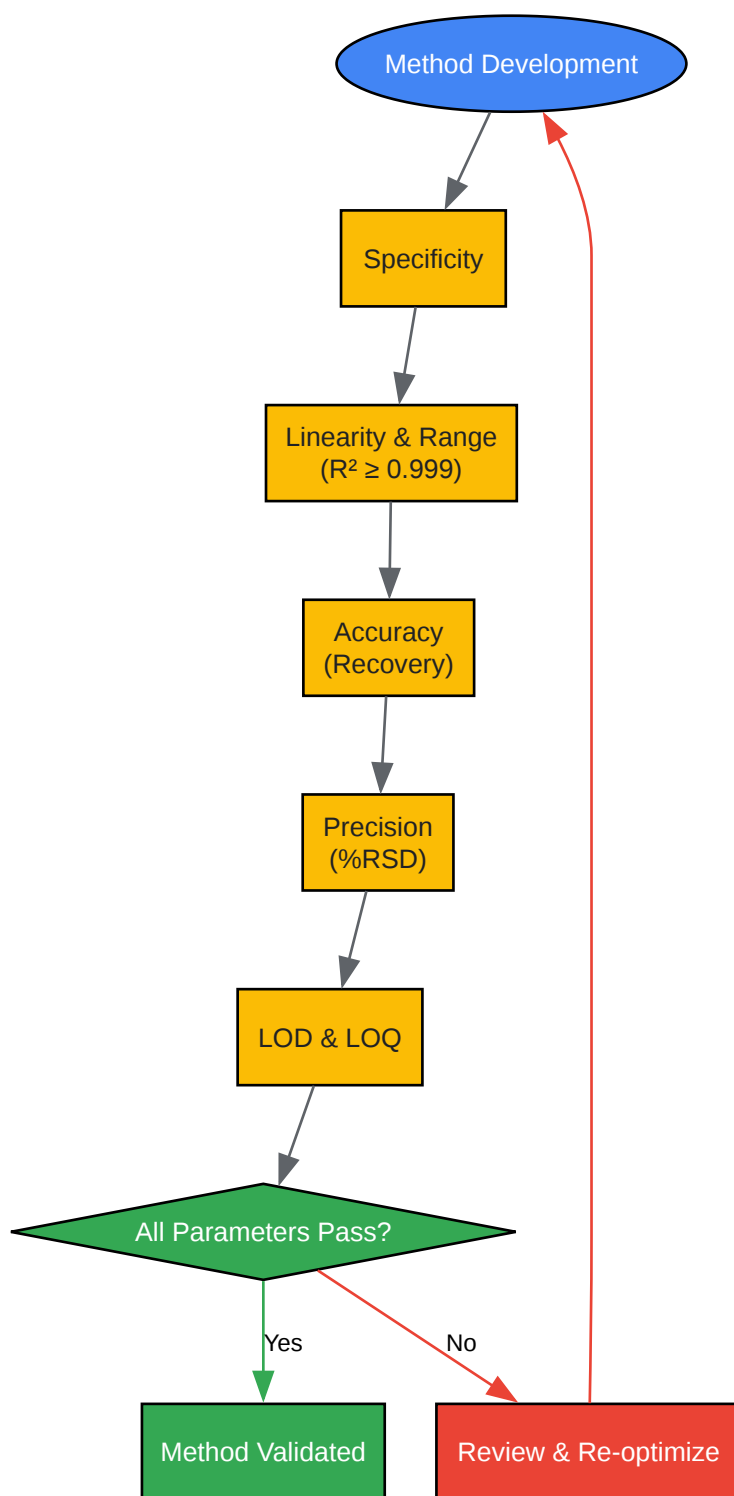 Method Development
Specificity
Linearity & Range
(R² ≥ 0.999)
Accuracy
(Recovery)
Precision
(%RSD)
LOD & LOQ
All Parameters Pass?
Yes
No
Method Validated
Review & Re-optimize